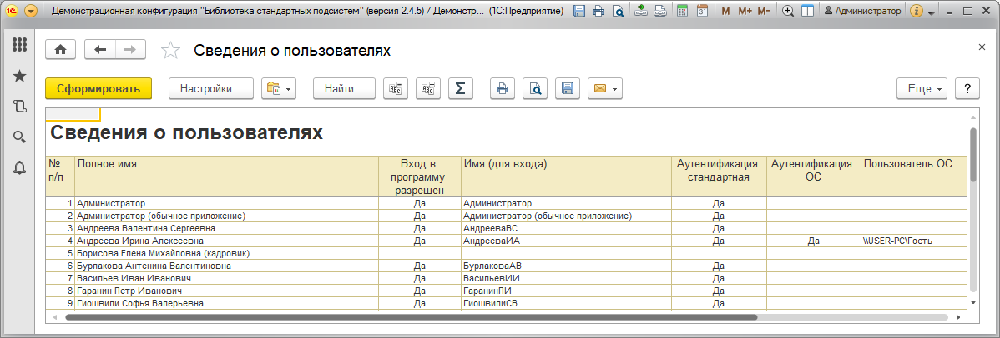 Демонстрационная конфигурация "Библиотека стандартных подсистем" (версия 2.4.5) / Демонстр... (1С:Предприятие) M M+ M- Администратор
Сведения о пользователях
Сформировать Настройки... Найти... Еще ?
Сведения о пользователях
№ п/п Полное имя Вход в программу разрешен Имя (для входа) Аутентификация стандартная Аутентификация ОС Пользователь ОС
1 Администратор Да Администратор Да
2 Администратор (обычное приложение) Да Администратор (обычное приложение) Да
3 Андреева Валентина Сергеевна Да АндрееваВС Да
4 Андреева Ирина Алексеевна Да АндрееваИА Да Да \\USER-PC\Гость
5 Борисова Елена Михайловна (кадровик)
6 Бурлакова Антенина Валентиновна Да БурлаковаАВ Да
7 Васильев Иван Иванович Да ВасильевИИ Да
8 Гаранин Петр Иванович Да ГаранинПИ Да
9 Гиошвили Софья Валерьевна Да ГиошвилиСВ Да